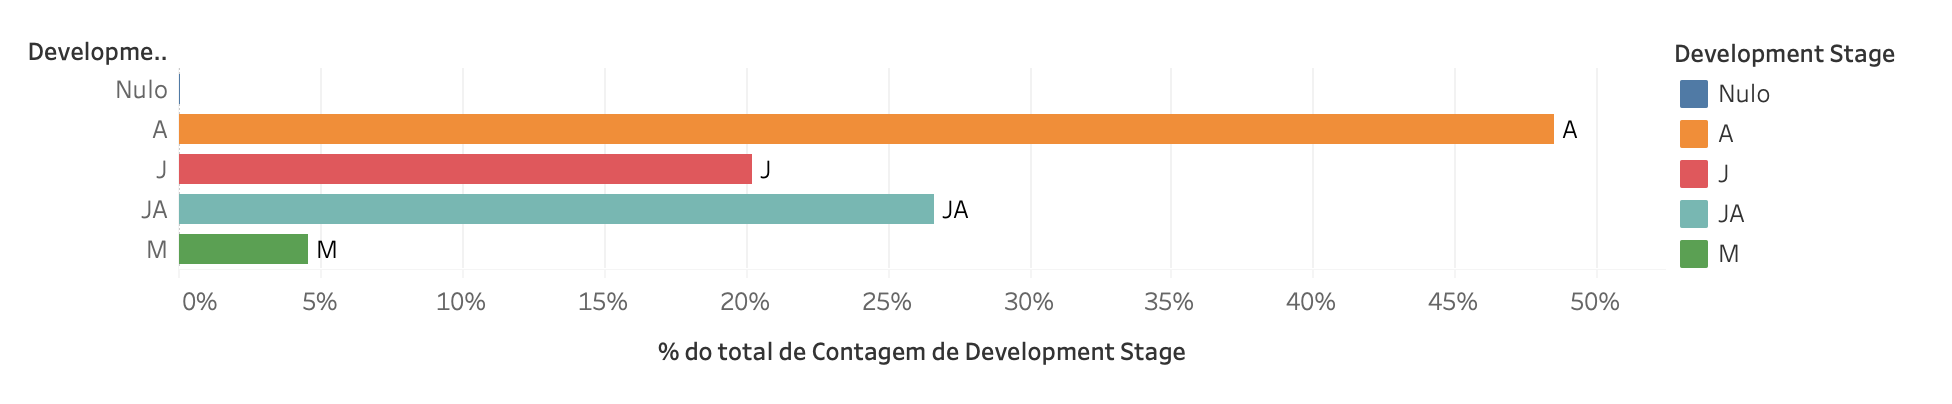 Developme..
Nulo
A A
J J
JA JA
M M
0% 5% 10% 15% 20% 25% 30% 35% 40% 45% 50%
% do total de Contagem de Development Stage
Development Stage
Nulo
A
J
JA
M